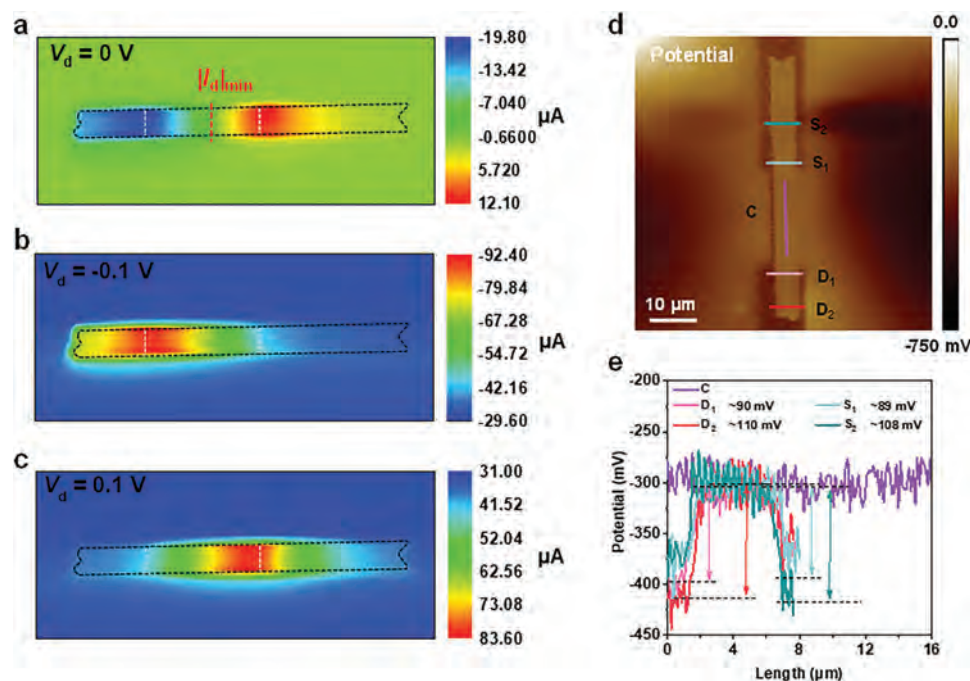 a
V_d = 0 V
-19.80
-13.42
-7.040
-0.6600
5.720
12.10
μA
b
V_d = -0.1 V
-92.40
-79.84
-67.28
-54.72
-42.16
-29.60
μA
c
V_d = 0.1 V
31.00
41.52
52.04
62.56
73.08
83.60
μA
d
Potential
S_2
S_1
C
D_1
D_2
10 μm
0.0
-750 mV
e
C
D_1 ~90 mV S_1 ~89 mV
D_2 ~110 mV S_2 ~108 mV
-200
-250
-300
-350
-400
-450
Potential (mV)
0 4 8 12 16
Length (μm)